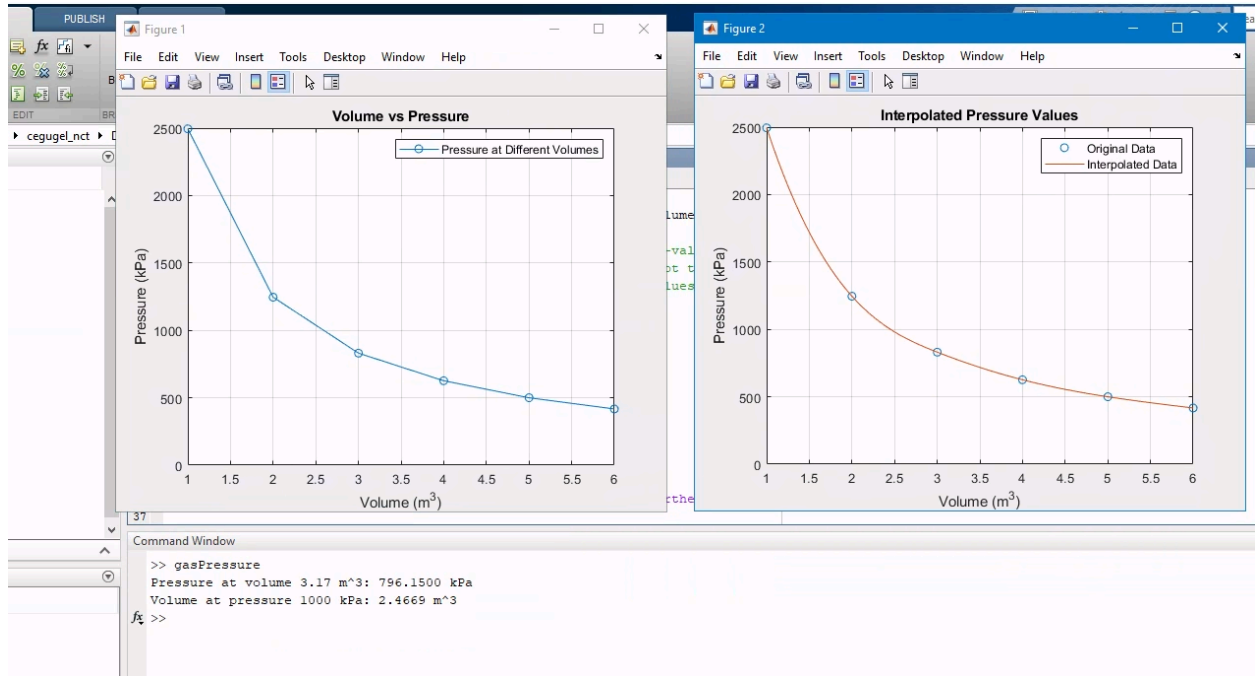 PUBLISH
fx
EDIT
BR
cegugel_nct
Figure 1
File Edit View Insert Tools Desktop Window Help
Volume vs Pressure
Pressure at Different Volumes
2500
2000
1500
1000
500
0
Pressure (kPa)
1 1.5 2 2.5 3 3.5 4 4.5 5 5.5 6
Volume (m^3)
Figure 2
File Edit View Insert Tools Desktop Window Help
Interpolated Pressure Values
Original Data
Interpolated Data
2500
2000
1500
1000
500
0
Pressure (kPa)
1 1.5 2 2.5 3 3.5 4 4.5 5 5.5 6
Volume (m^3)
37
Command Window
>> gasPressure
Pressure at volume 3.17 m^3: 796.1500 kPa
Volume at pressure 1000 kPa: 2.4669 m^3
fx >>